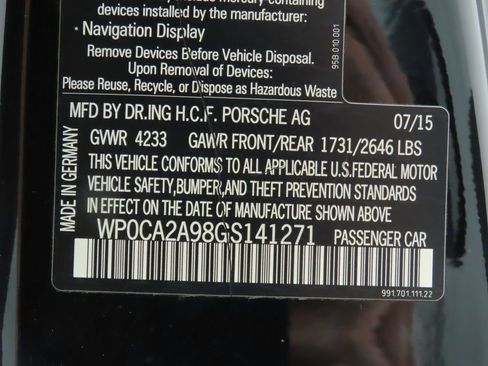 devices installed by the manufacturer:
· Navigation Display
Remove Devices Before Vehicle Disposal.
Upon Removal of Devices:
Please Reuse, Recycle, or Dispose as Hazardous Waste
95B.010.001
MFD BY DR.ING H.C.F. PORSCHE AG 07/15
GVWR 4233 GAWR FRONT/REAR 1731/2646 LBS
THIS VEHICLE CONFORMS TO ALL APPLICABLE U.S.FEDERAL MOTOR
VEHICLE SAFETY,BUMPER,AND THEFT PREVENTION STANDARDS
IN EFFECT ON THE DATE OF MANUFACTURE SHOWN ABOVE.
WP0CA2A98GS141271 PASSENGER CAR
MADE IN GERMANY
991.701.111.22